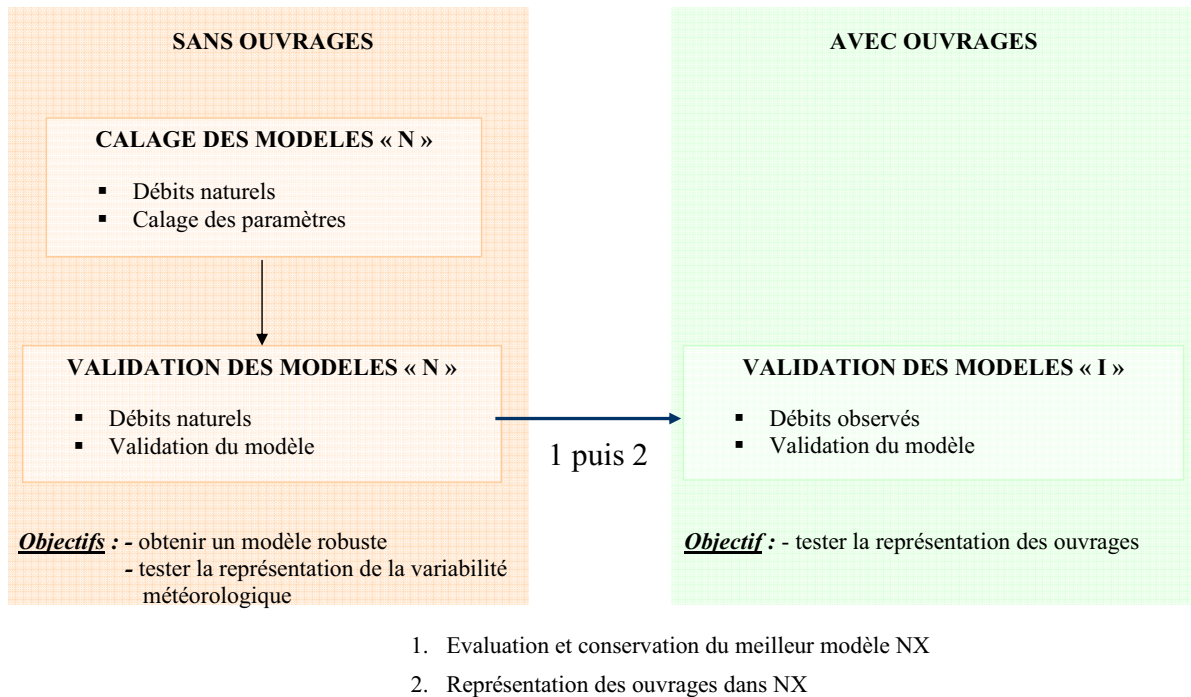 SANS OUVRAGES
CALAGE DES MODELES « N »
▪ Débits naturels
▪ Calage des paramètres
VALIDATION DES MODELES « N »
▪ Débits naturels
▪ Validation du modèle
Objectifs : - obtenir un modèle robuste
- tester la représentation de la variabilité
météorologique
1 puis 2
AVEC OUVRAGES
VALIDATION DES MODELES « I »
▪ Débits observés
▪ Validation du modèle
Objectif : - tester la représentation des ouvrages
1. Evaluation et conservation du meilleur modèle NX
2. Représentation des ouvrages dans NX